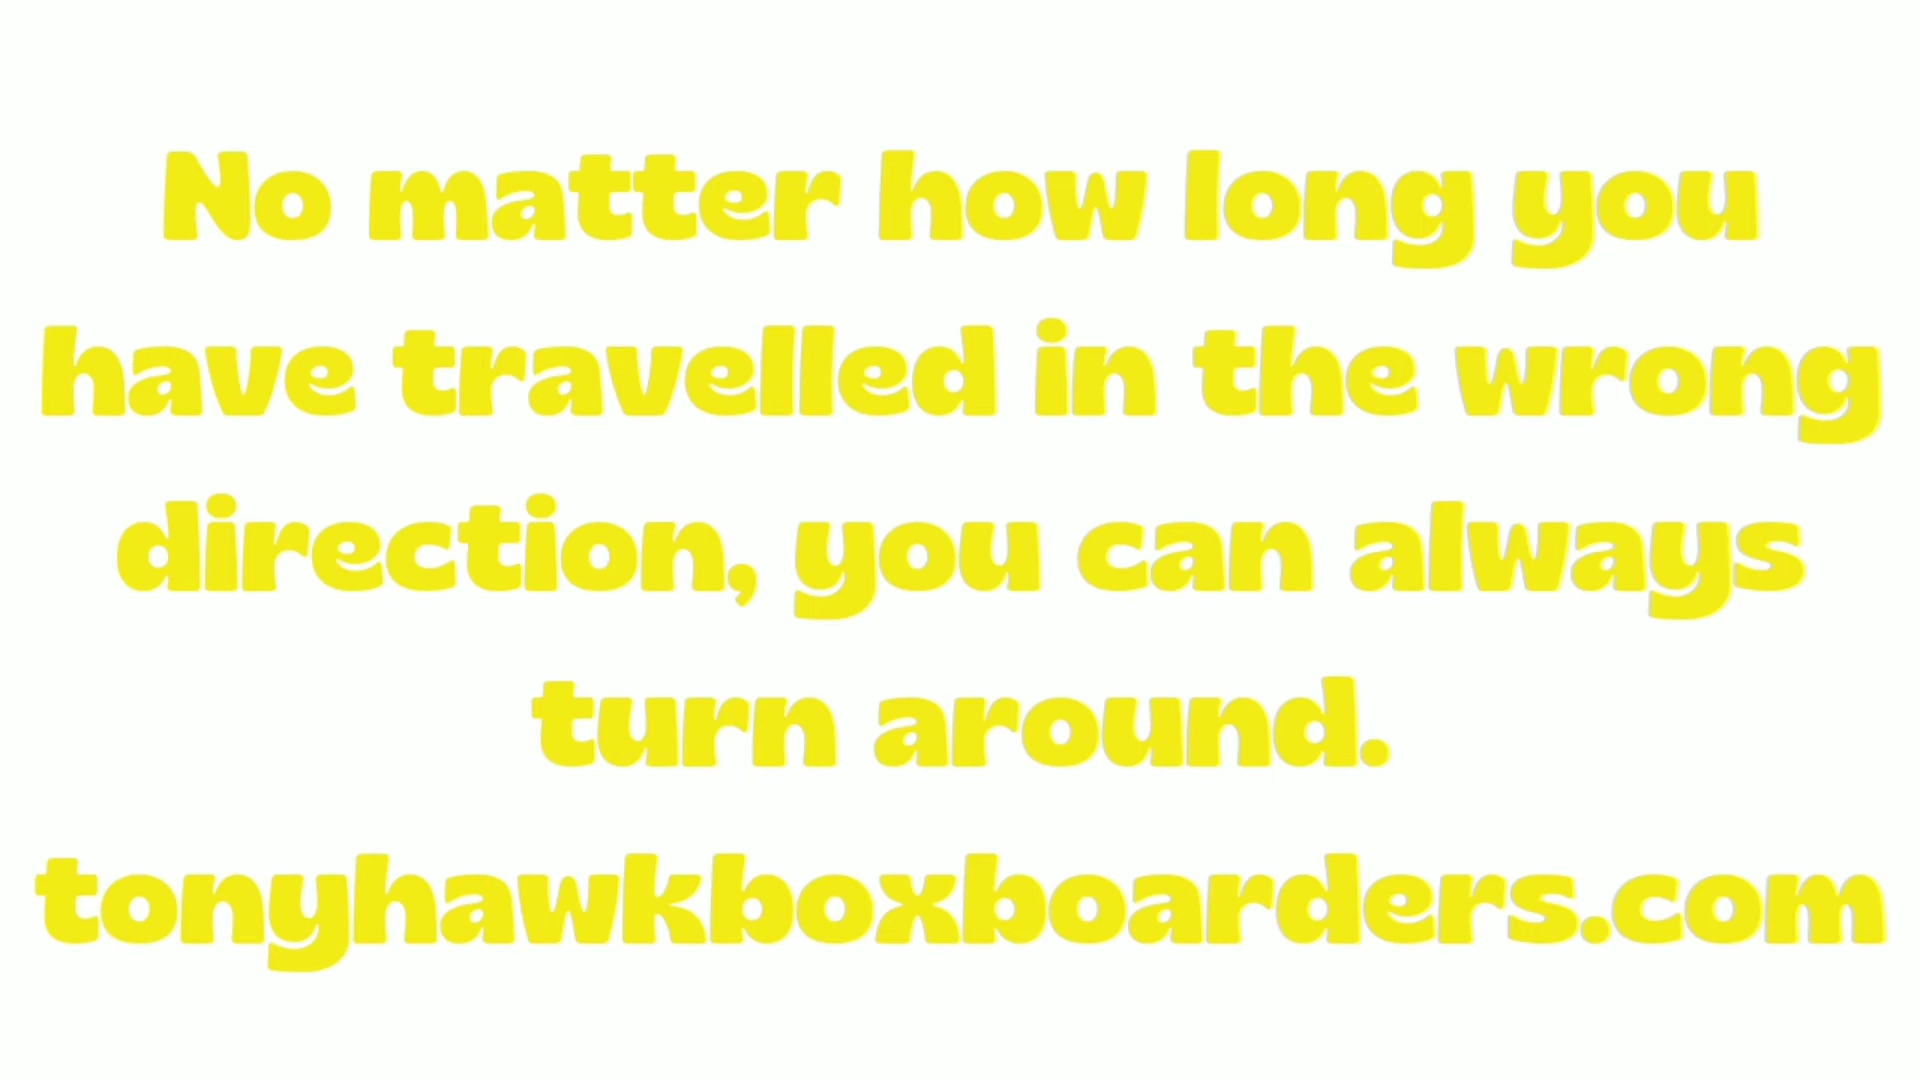 No matter how long you
have travelled in the wrong
direction, you can always
turn around.
tonyhawkboxboarders.com